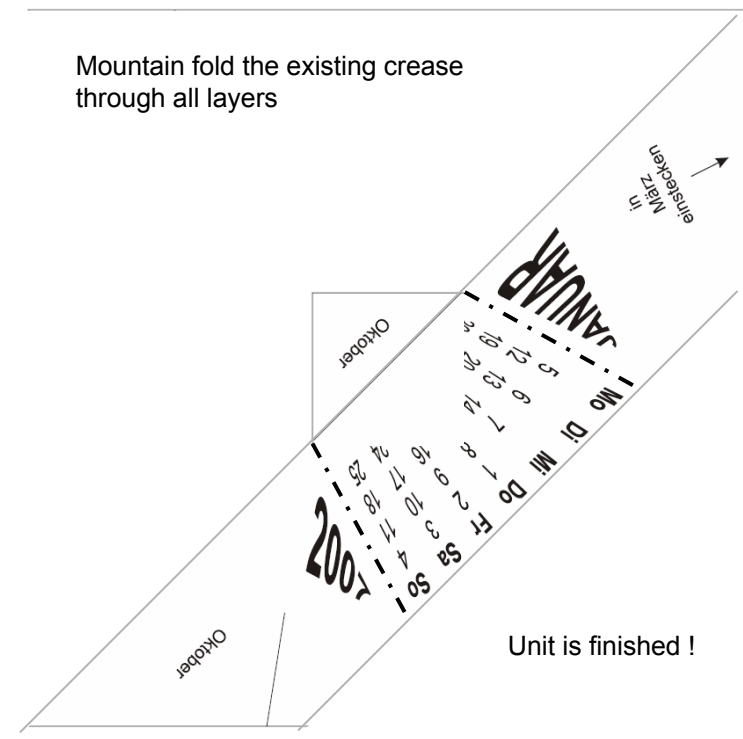 Mountain fold the existing crease
through all layers
in
März
einstecken
JANUAR
Oktober
Mo Di Mi Do Fr Sa So
1 2 3 4
5 6 7 8 9 10 11
12 13 14 16 17 18
19 20 24 25
Oktober
Unit is finished !